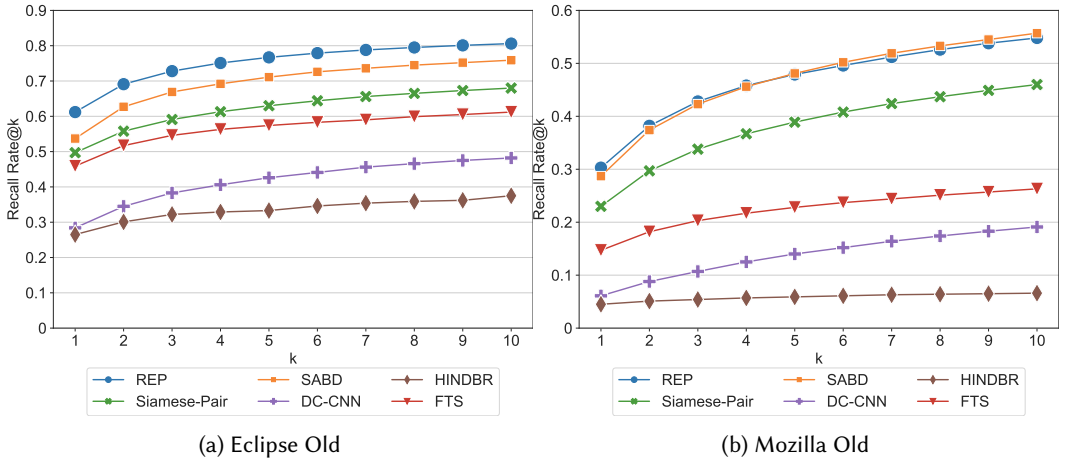 0.9
0.8
0.7
0.6
0.5
0.4
0.3
0.2
0.1
0
Recall Rate@k
1 2 3 4 5 6 7 8 9 10
k
REP SABD HINDBR
Siamese-Pair DC-CNN FTS
(a) Eclipse Old
0.6
0.5
0.4
0.3
0.2
0.1
0
Recall Rate@k
1 2 3 4 5 6 7 8 9 10
k
REP SABD HINDBR
Siamese-Pair DC-CNN FTS
(b) Mozilla Old